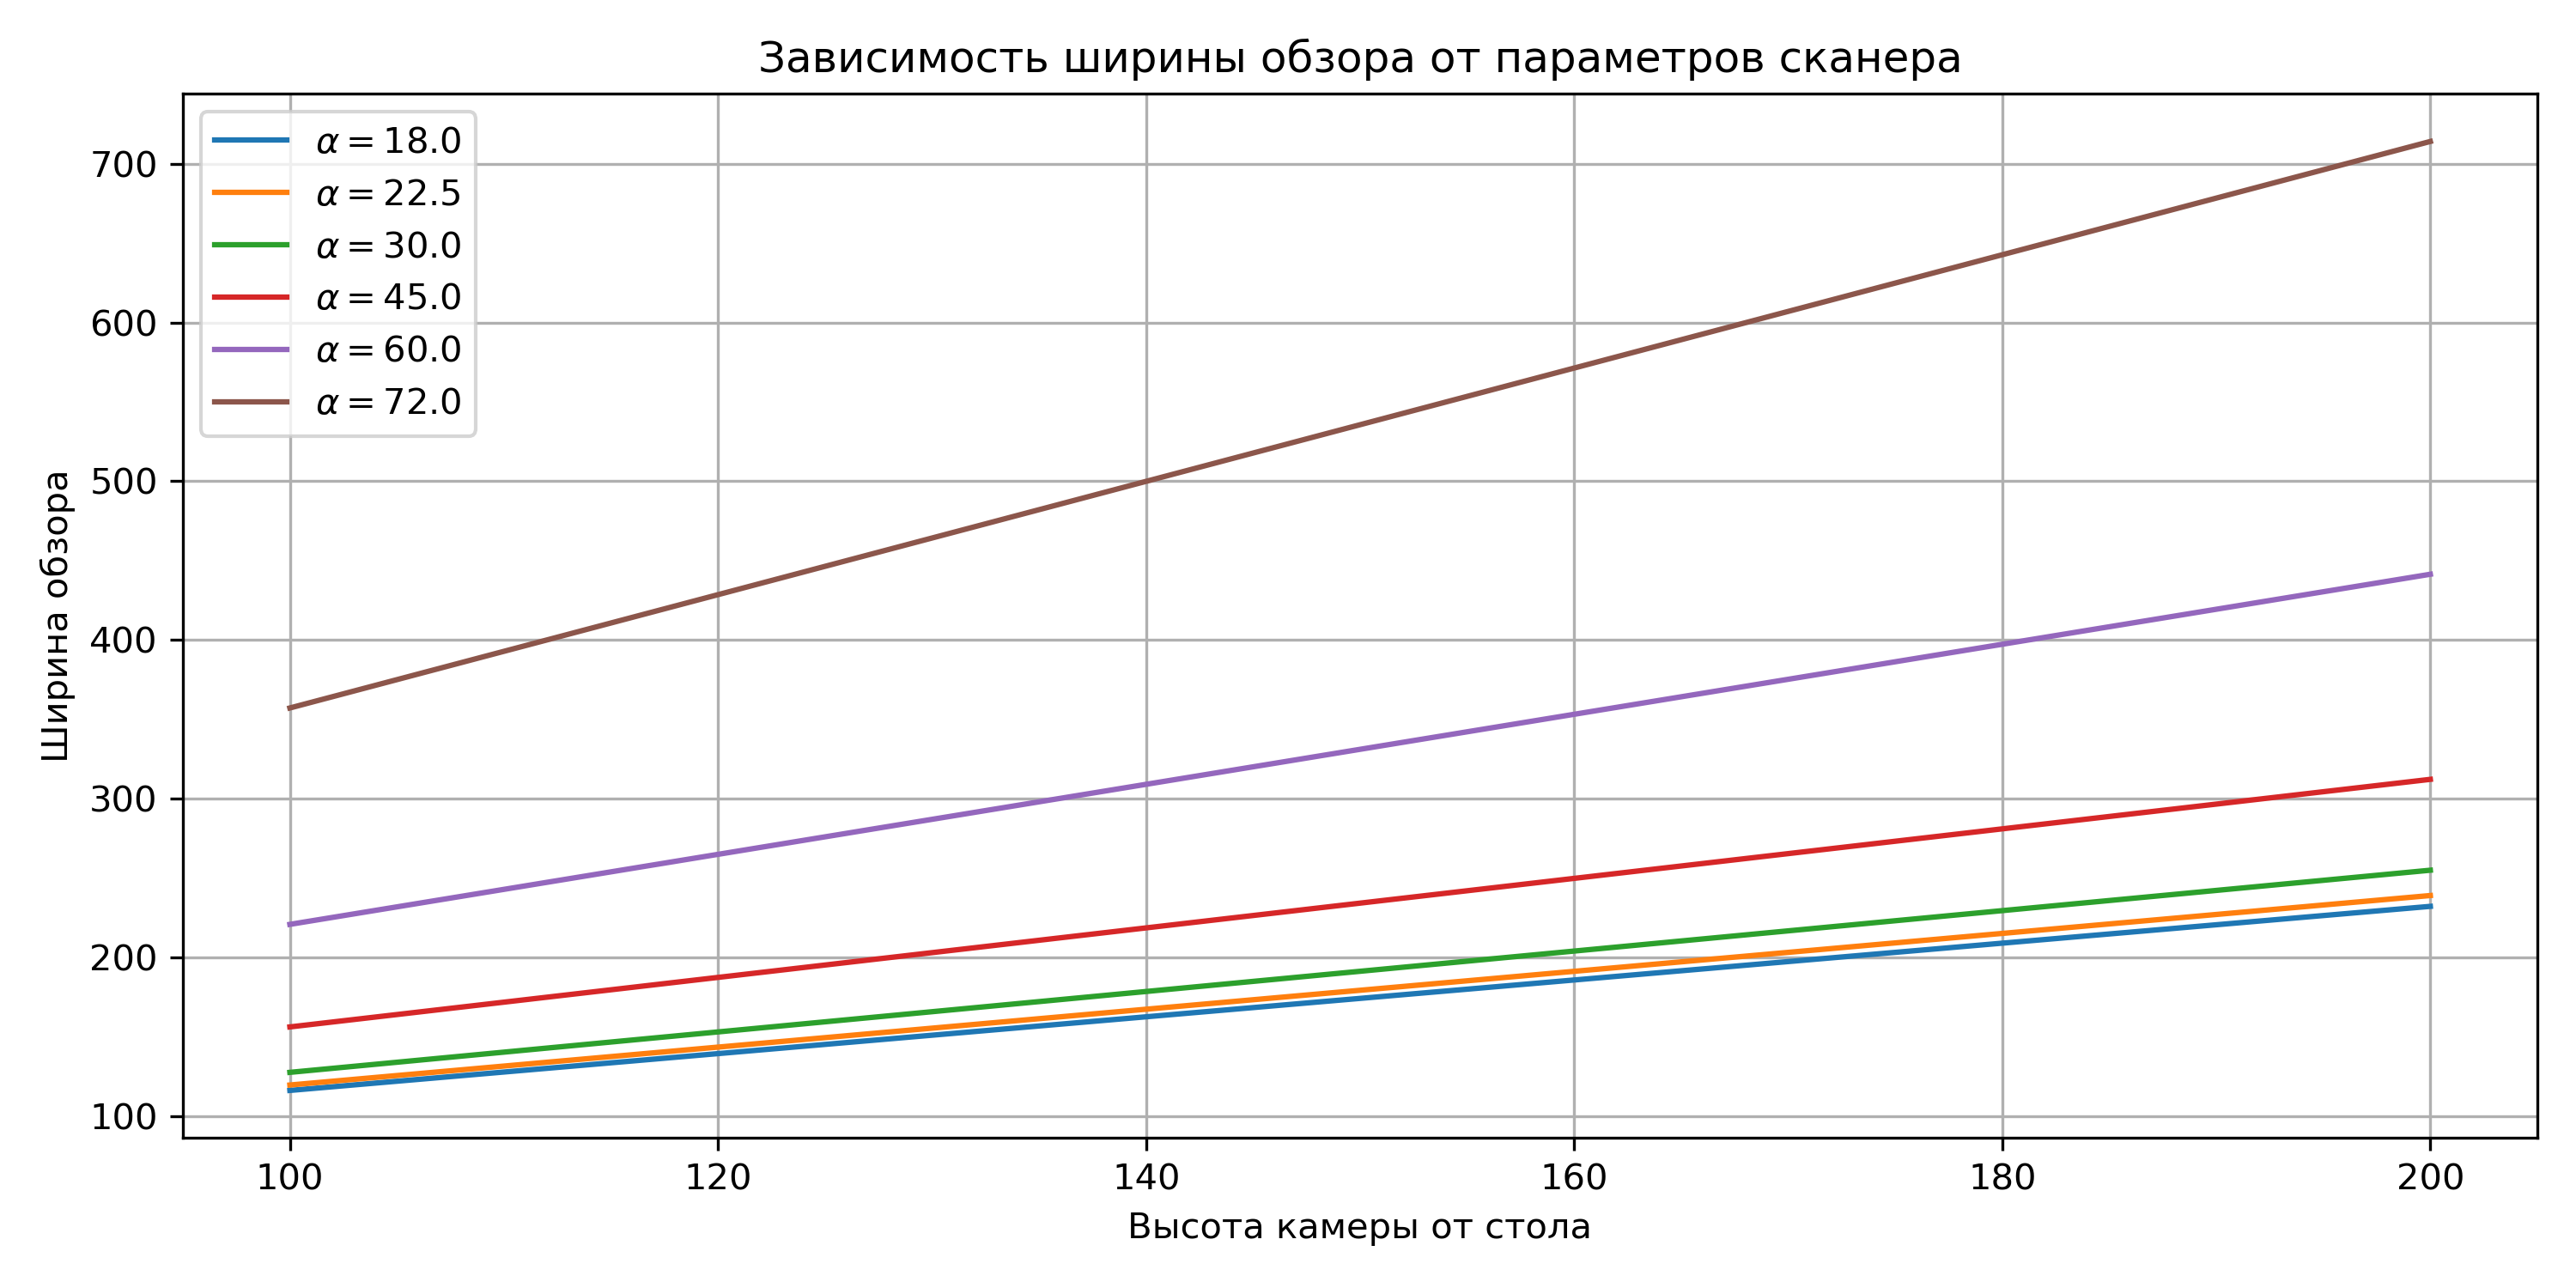 Зависимость ширины обзора от параметров сканера
α = 18.0
α = 22.5
α = 30.0
α = 45.0
α = 60.0
α = 72.0
700
600
500
400
300
200
100
Ширина обзора
100 120 140 160 180 200
Высота камеры от стола